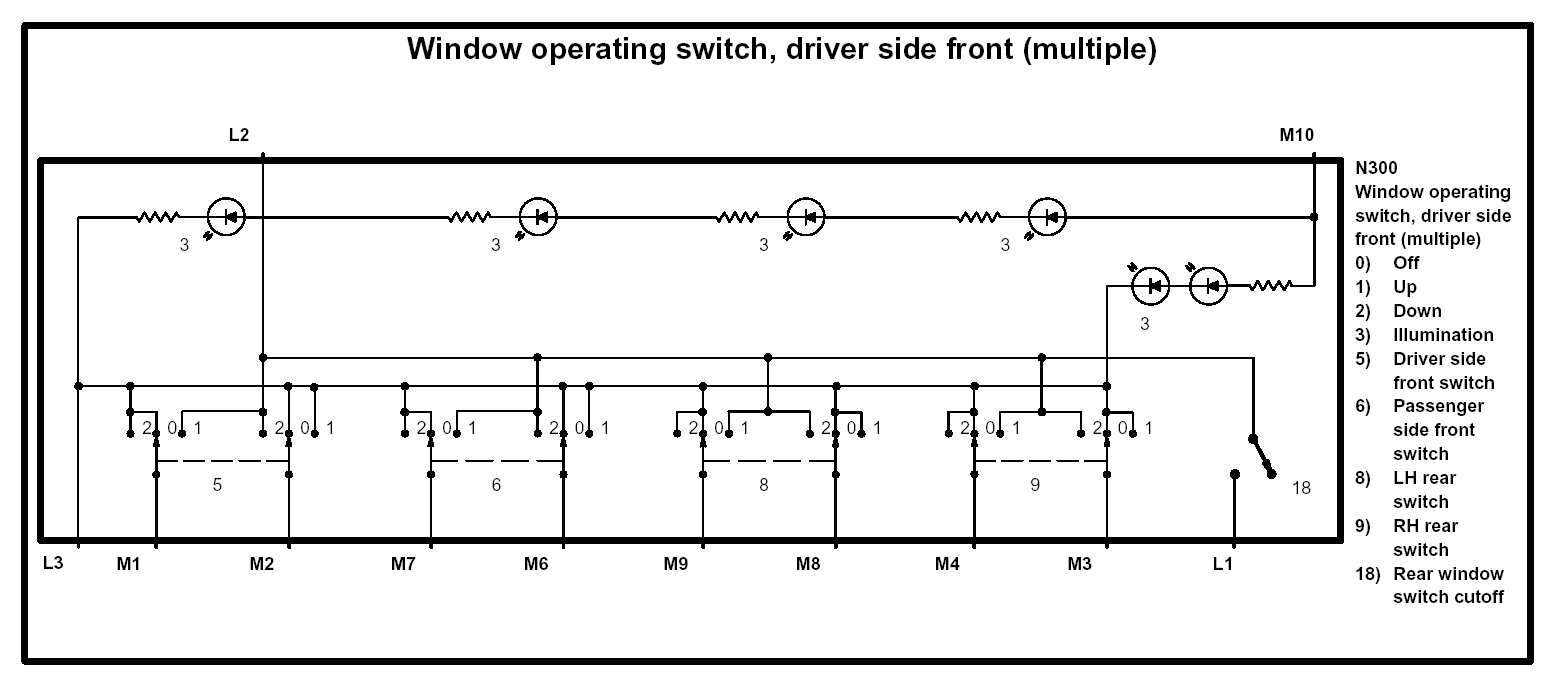 Window operating switch, driver side front (multiple)
L2
M10
N300
Window operating
switch, driver side
front (multiple)
0) Off
1) Up
2) Down
3) Illumination
5) Driver side
front switch
6) Passenger
side front
switch
8) LH rear
switch
9) RH rear
switch
18) Rear window
switch cutoff
3 3 3 3
3
2 0 1 2 0 1 2 0 1 2 0 1 2 0 1 2 0 1 2 0 1 2 0 1
5 6 8 9 18
L3 M1 M2 M7 M6 M9 M8 M4 M3 L1